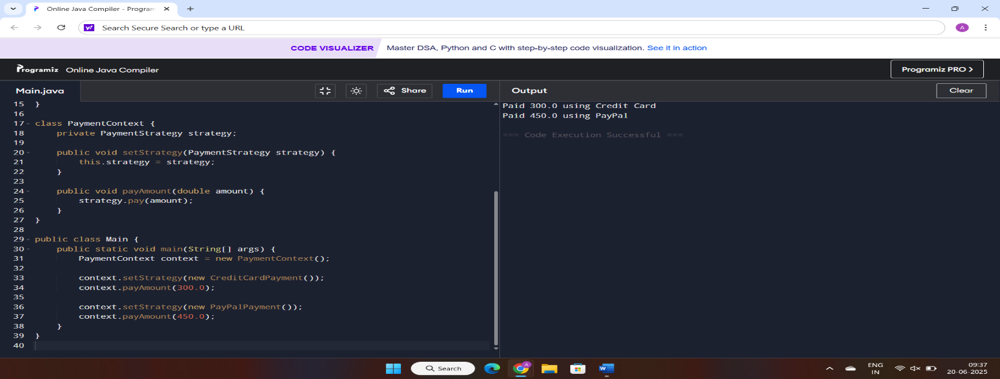 Online Java Compiler - Program
Search Secure Search or type a URL
A
CODE VISUALIZER Master DSA, Python and C with step-by-step code visualization. See it in action
Programiz Online Java Compiler
Programiz PRO >
Main.java
Share
Run
Output
Clear
15 }
16
17 class PaymentContext {
18 private PaymentStrategy strategy;
19
20 public void setStrategy(PaymentStrategy strategy) {
21 this.strategy = strategy;
22 }
23
24 public void payAmount(double amount) {
25 strategy.pay(amount);
26 }
27 }
28
29 public class Main {
30 public static void main(String[] args) {
31 PaymentContext context = new PaymentContext();
32
33 context.setStrategy(new CreditCardPayment());
34 context.payAmount(300.0);
35
36 context.setStrategy(new PayPalPayment());
37 context.payAmount(450.0);
38 }
39 }
40
Paid 300.0 using Credit Card
Paid 450.0 using PayPal
=== Code Execution Successful ===
Search
A
W
ENG
IN
09:37
20-06-2025